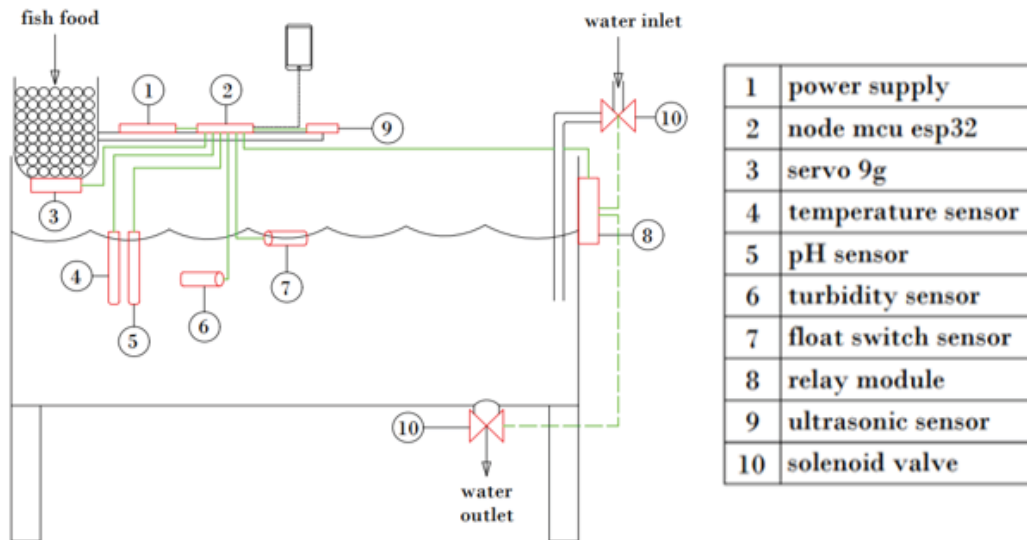 fish food
water inlet
1
2
9
10
3
8
4
5
6
7
10
water
outlet
1 power supply
2 node mcu esp32
3 servo 9g
4 temperature sensor
5 pH sensor
6 turbidity sensor
7 float switch sensor
8 relay module
9 ultrasonic sensor
10 solenoid valve